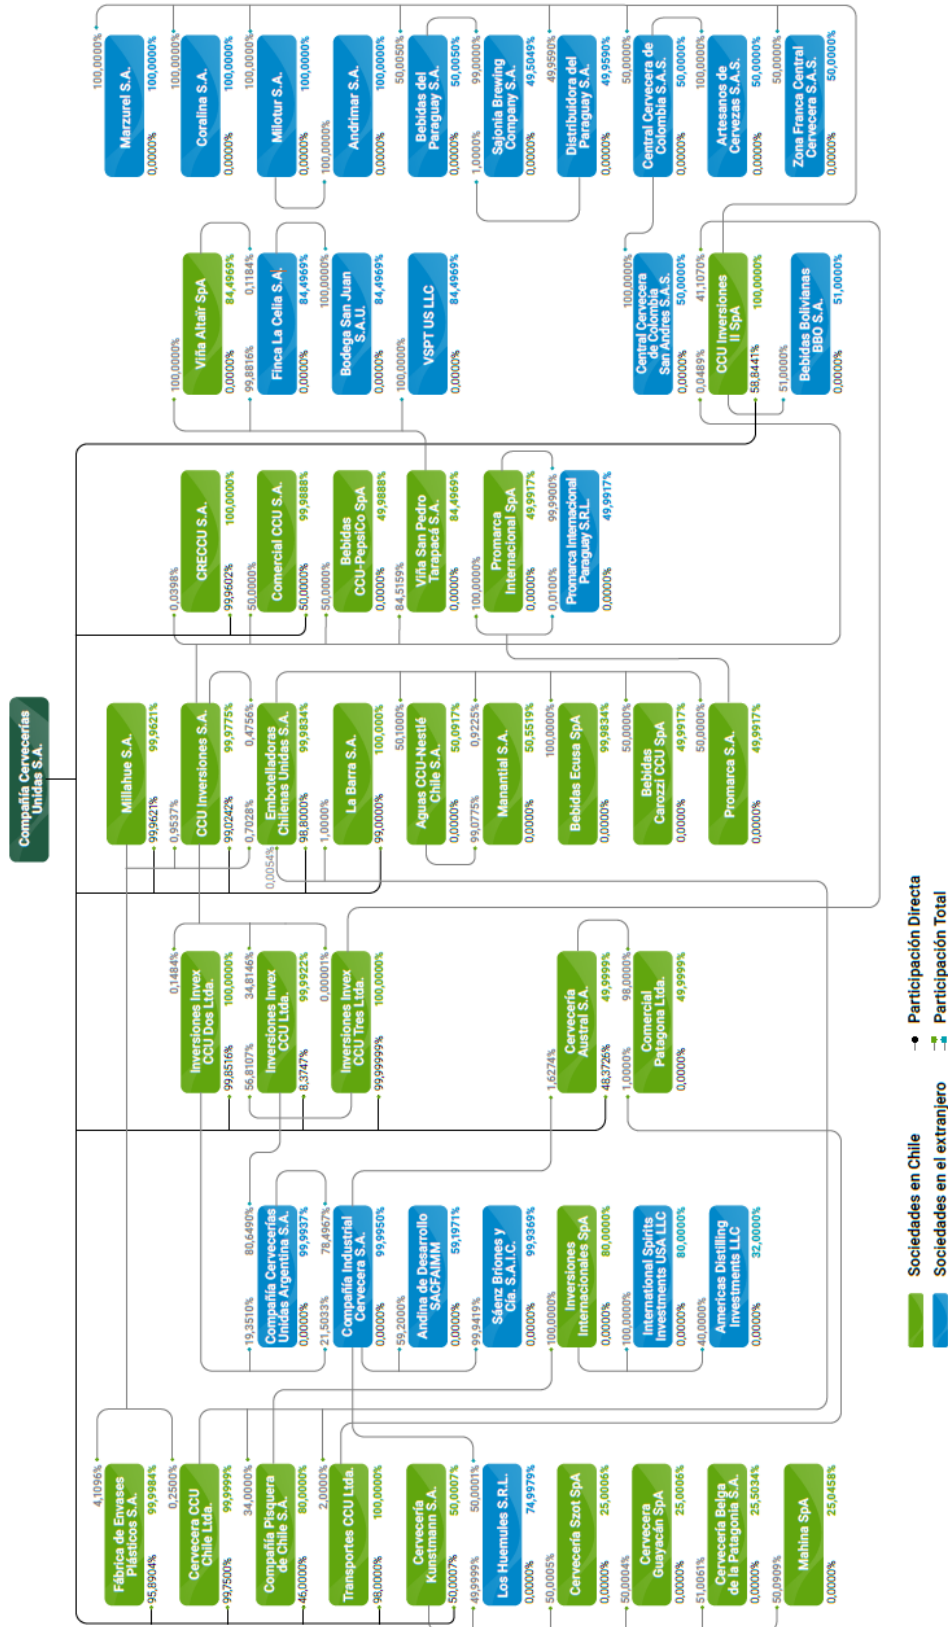 Compañía Cervecerías
Unidas S.A.
4,1096%
Fábrica de Envases
Plásticos S.A.
95,8904% 99,9984%
0,2500%
Cervecera CCU
Chile Ltda.
99,7500% 99,9999%
34,0000%
Compañía Pisquera
de Chile S.A.
46,0000% 80,0000%
2,0000%
Transportes CCU Ltda.
98,0000% 100,0000%
Cervecería
Kunstmann S.A.
50,0007% 50,0007%
49,9999% 50,0001%
Los Huemules S.R.L.
0,0000% 74,9979%
50,0005%
Cervecería Szot SpA
0,0000% 25,0006%
50,0004%
Cervecera
Guayacán SpA
0,0000% 25,0006%
51,0061%
Cervecería Belga
de la Patagonia S.A.
0,0000% 25,5034%
50,0909%
Mahina SpA
0,0000% 25,0458%
19,3510% 80,6490%
Compañía Cervecerías
Unidas Argentina S.A.
0,0000% 99,9937%
21,5033% 78,4967%
Compañía Industrial
Cervecera S.A.
0,0000% 99,9950%
59,2000%
Andina de Desarrollo
SACFAIMM
0,0000% 59,1971%
99,9419%
Sáenz Briones y
Cía. S.A.I.C.
0,0000% 99,9369%
100,0000%
Inversiones
Internacionales SpA
0,0000% 80,0000%
100,0000%
International Spirits
Investments USA LLC
0,0000% 80,0000%
40,0000%
Americas Distilling
Investments LLC
0,0000% 32,0000%
0,1484%
Inversiones Invex
CCU Dos Ltda.
99,8516% 100,0000%
56,8107% 34,8146%
Inversiones Invex
CCU Ltda.
8,3747% 99,9922%
0,00001%
Inversiones Invex
CCU Tres Ltda.
99,99999% 100,0000%
1,6274%
Cervecería
Austral S.A.
48,3726% 49,9999%
1,0000% 98,0000%
Comercial
Patagona Ltda.
0,0000% 49,9999%
Millahue S.A.
99,9621% 99,9621%
0,9537%
CCU Inversiones S.A.
99,0242% 99,9775%
0,7028% 0,4756%
0,0054%
Embotelladoras
Chilenas Unidas S.A.
98,8000% 99,9834%
1,0000%
La Barra S.A.
99,0000% 100,000%
50,1000%
Aguas CCU-Nestlé
Chile S.A.
0,0000% 50,0917%
99,0775% 0,9225%
Manantial S.A.
0,0000% 50,5519%
100,0000%
Bebidas Ecusa SpA
0,0000% 99,9834%
50,0000%
Bebidas
Carozzi CCU SpA
0,0000% 49,9917%
50,0000%
Promarca S.A.
0,0000% 49,9917%
0,0398%
CRECCU S.A.
99,9602% 100,0000%
50,0000%
Comercial CCU S.A.
50,0000% 99,9888%
50,0000%
Bebidas
CCU-PepsiCo SpA
0,0000% 49,9888%
84,5159%
Viña San Pedro
Tarapacá S.A.
0,0000% 84,4969%
100,0000%
Promarca
Internacional SpA
0,0000% 49,9917%
0,0100% 99,9900%
Promarca Internacional
Paraguay S.R.L.
0,0000% 49,9917%
100,0000%
Viña Altaïr SpA
0,0000% 84,4969%
99,8816% 0,1184%
Finca La Celia S.A.
0,0000% 84,4969%
100,0000%
Bodega San Juan
S.A.U.
0,0000% 84,4969%
100,0000%
VSPT US LLC
0,0000% 84,4969%
100,0000%
Central Cervecera
de Colombia
San Andres S.A.S.
0,0000% 50,0000%
0,0489% 41,1070%
CCU Inversiones
II SpA
58,8441% 100,0000%
51,0000%
Bebidas Bolivianas
BBO S.A.
0,0000% 51,0000%
100,0000%
Marzurel S.A.
0,0000% 100,0000%
100,0000%
Coralina S.A.
0,0000% 100,0000%
100,0000%
Milotur S.A.
0,0000% 100,0000%
100,0000%
Andrimar S.A.
0,0000% 100,0000%
50,0050%
Bebidas del
Paraguay S.A.
0,0000% 50,0050%
1,0000% 99,0000%
Sajonia Brewing
Company S.A.
0,0000% 49,5049%
49,9590%
Distribuidora del
Paraguay S.A.
0,0000% 49,9590%
50,0000%
Central Cervecera de
Colombia S.A.S.
0,0000% 50,0000%
100,0000%
Artesanos de
Cervezas S.A.S.
0,0000% 50,0000%
50,0000%
Zona Franca Central
Cervecera S.A.S.
0,0000% 50,0000%
Sociedades en Chile
Participación Directa
Sociedades en el extranjero
Participación Total